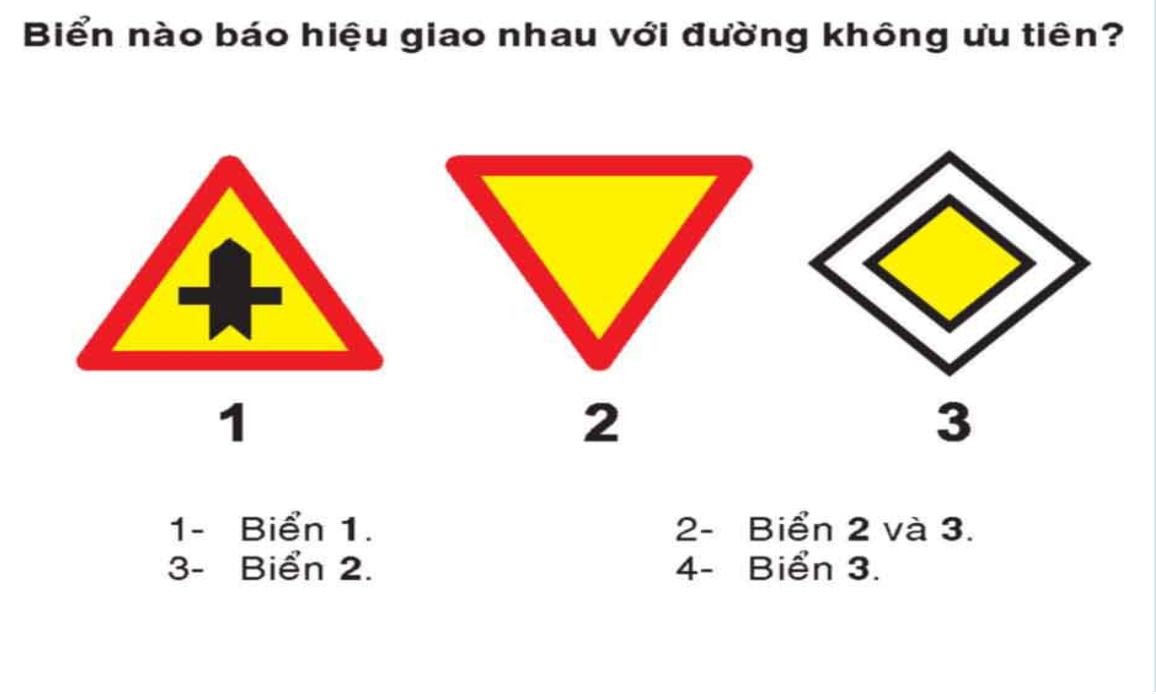 Biển nào báo hiệu giao nhau với đường không ưu tiên?
1 2 3
1- Biển 1. 2- Biển 2 và 3.
3- Biển 2. 4- Biển 3.